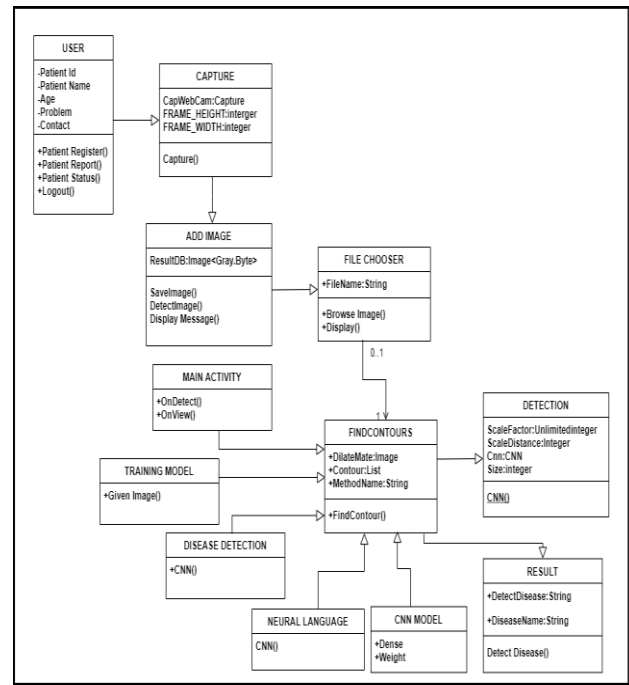 USER
-Patient Id
-Patient Name
-Age
-Problem
-Contact
+Patient Register()
+Patient Report()
+Patient Status()
+Logout()
CAPTURE
CapWebCam:Capture
FRAME_HEIGHT:interger
FRAME_WIDTH:integer
Capture()
ADD IMAGE
ResultDB:Image<Gray.Byte>
SaveImage()
DetectImage()
Display Message()
FILE CHOOSER
+FileName:String
+Browse Image()
+Display()
0..1
1
MAIN ACTIVITY
+OnDetect()
+OnView()
TRAINING MODEL
+Given Image()
DISEASE DETECTION
+CNN()
FINDCONTOURS
+DilateMate:Image
+Contour:List
+MethodName:String
+FindContour()
DETECTION
ScaleFactor:Unlimitedinteger
ScaleDistance:Integer
Cnn:CNN
Size:integer
CNN()
NEURAL LANGUAGE
CNN()
CNN MODEL
+Dense
+Weight
RESULT
+DetectDisease:String
+DiseaseName:String
Detect Disease()